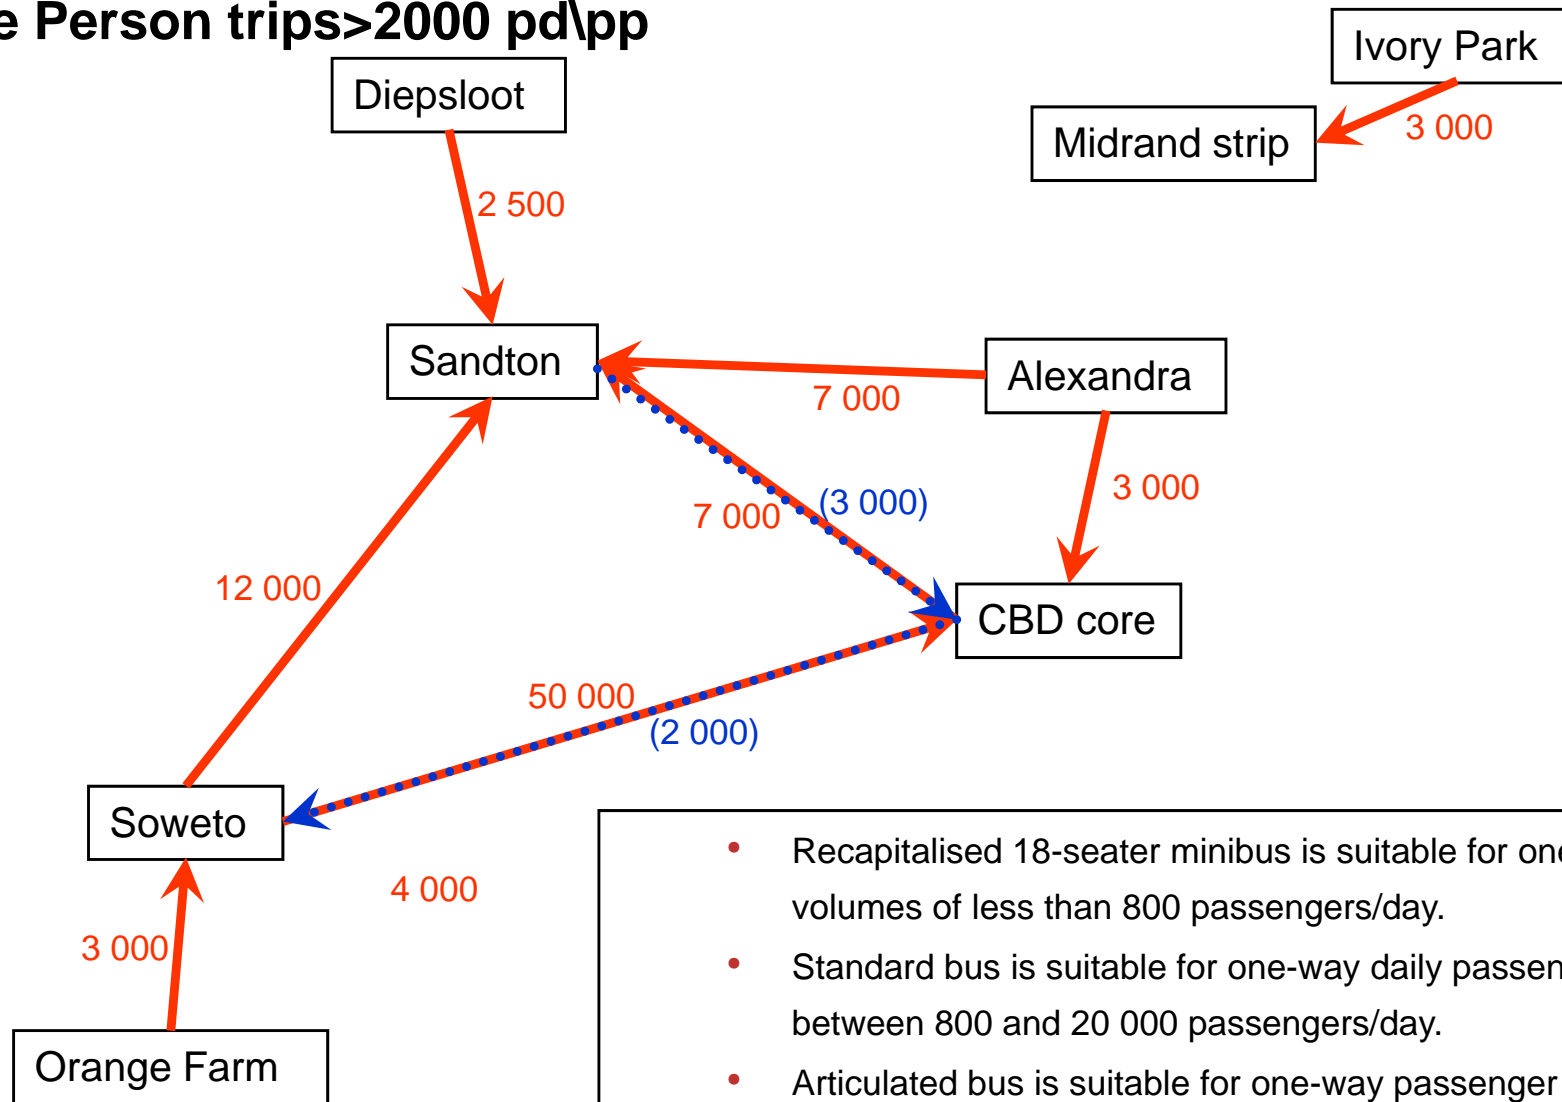 Person trips>2000 pd\pp
Ivory Park
Diepsloot
Midrand strip
3 000
2 500
Sandton
Alexandra
7 000
3 000
7 000
(3 000)
12 000
CBD core
50 000
(2 000)
Soweto
4 000
3 000
Orange Farm
• Recapitalised 18-seater minibus is suitable for
volumes of less than 800 passengers/day.
• Standard bus is suitable for one-way daily
between 800 and 20 000 passengers/day.
• Articulated bus is suitable for one-way passenger